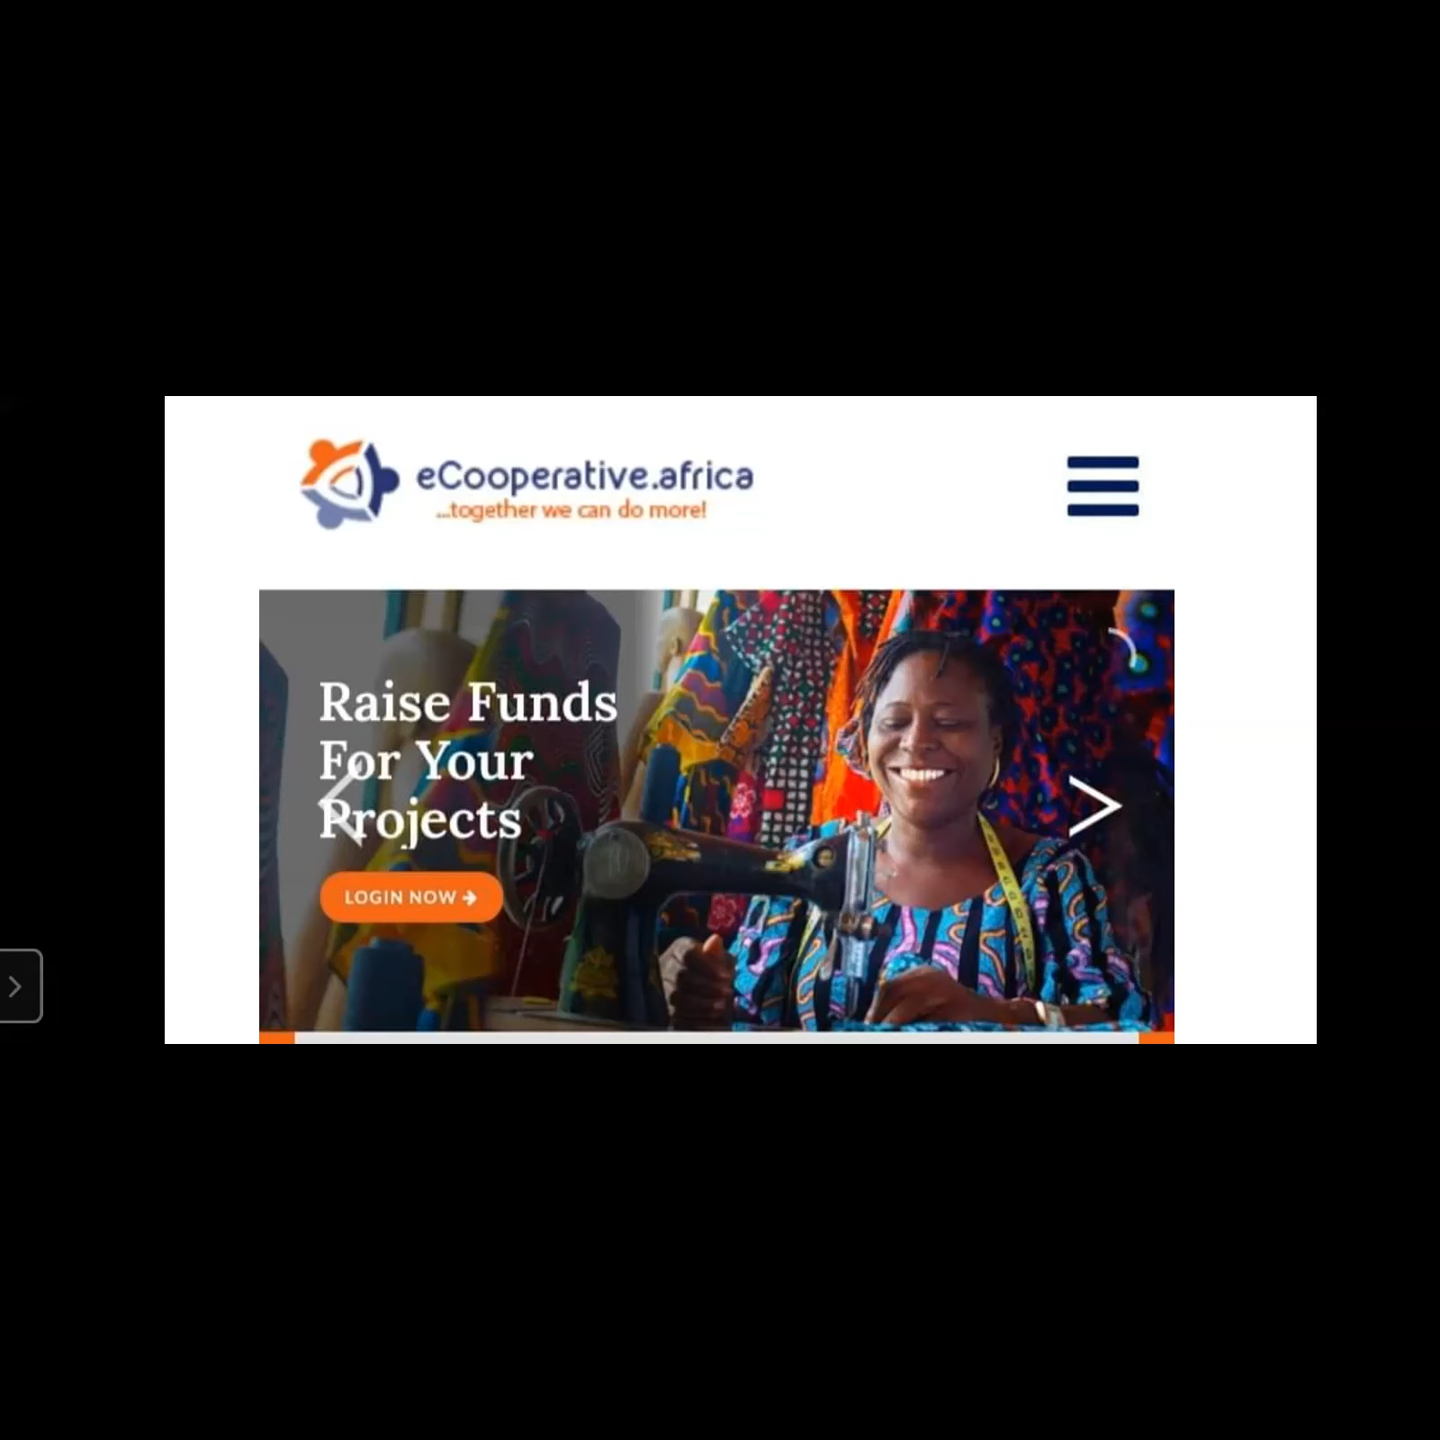 eCooperative.africa
...together we can do more!
Raise Funds
For Your
Projects
LOGIN NOW